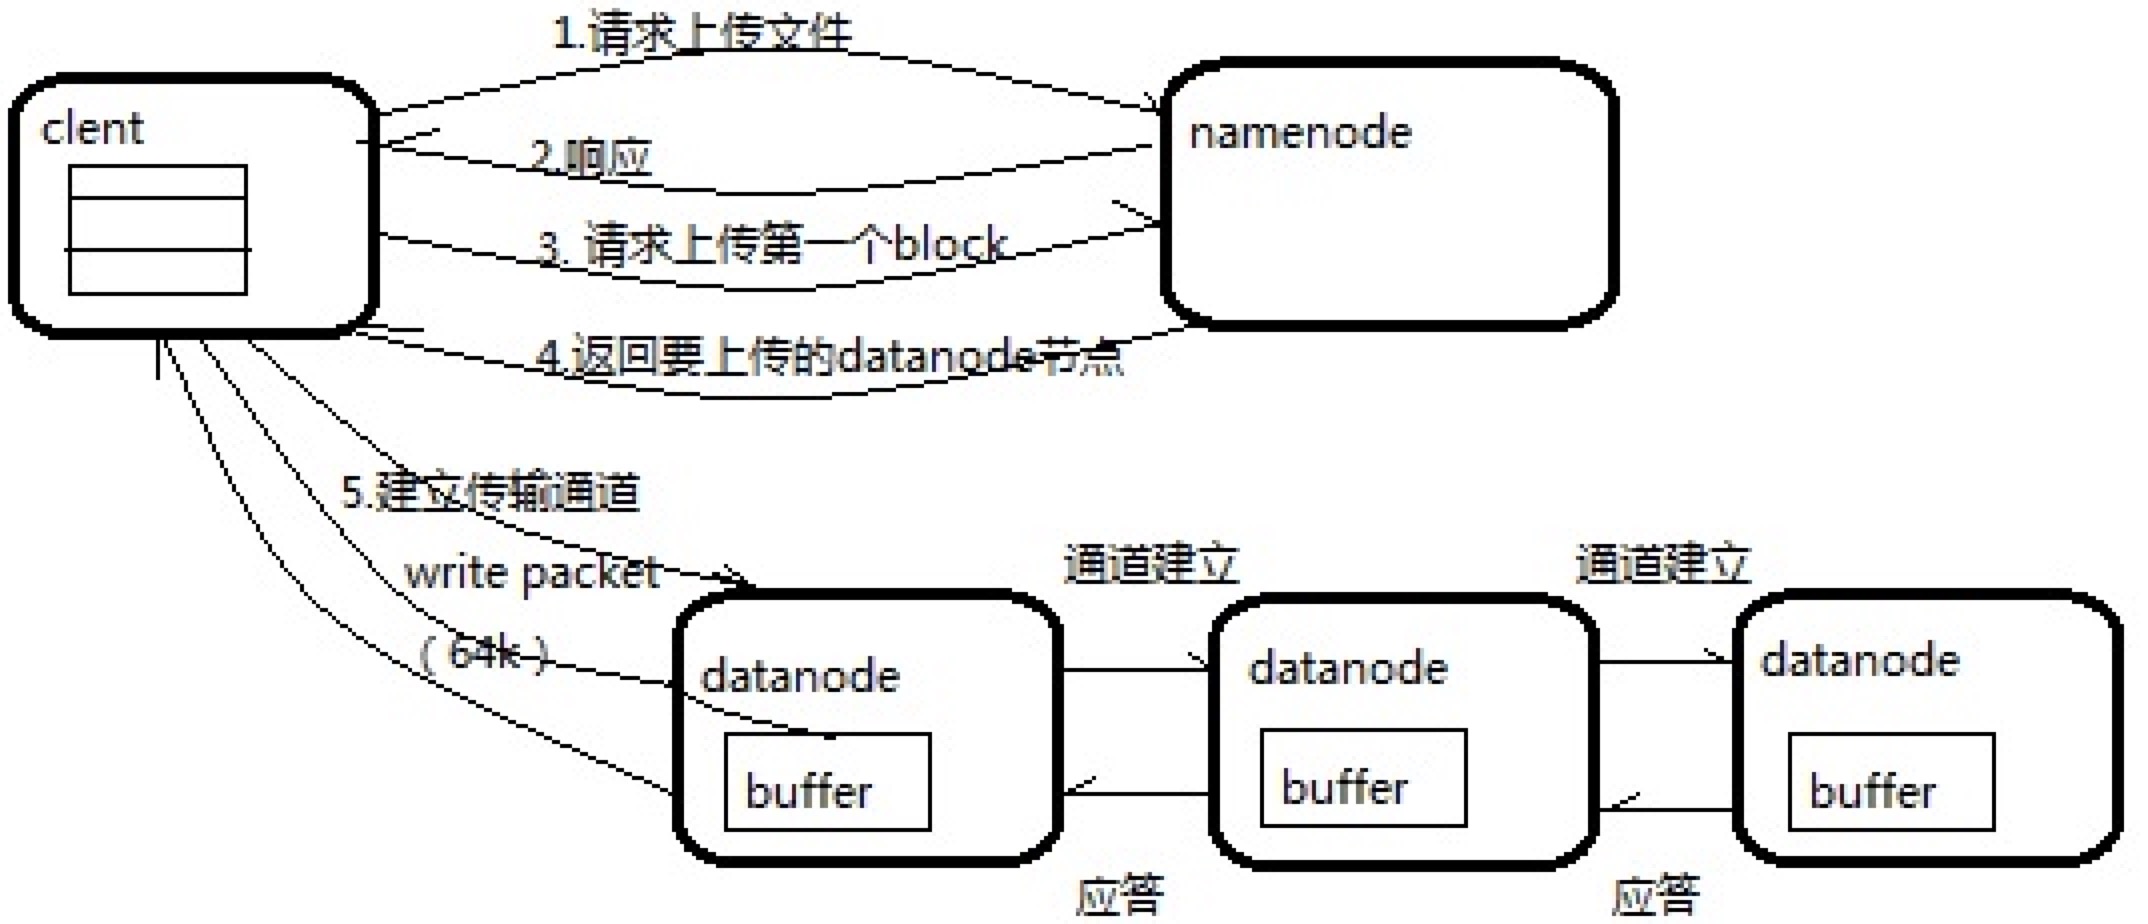 1.请求上传文件
clent
namenode
2.响应
3. 请求上传第一个block
4.返回要上传的datanode节点
5.建立传输通道
write packet
（64k）
通道建立
通道建立
datanode
datanode
datanode
buffer
buffer
buffer
应答
应答